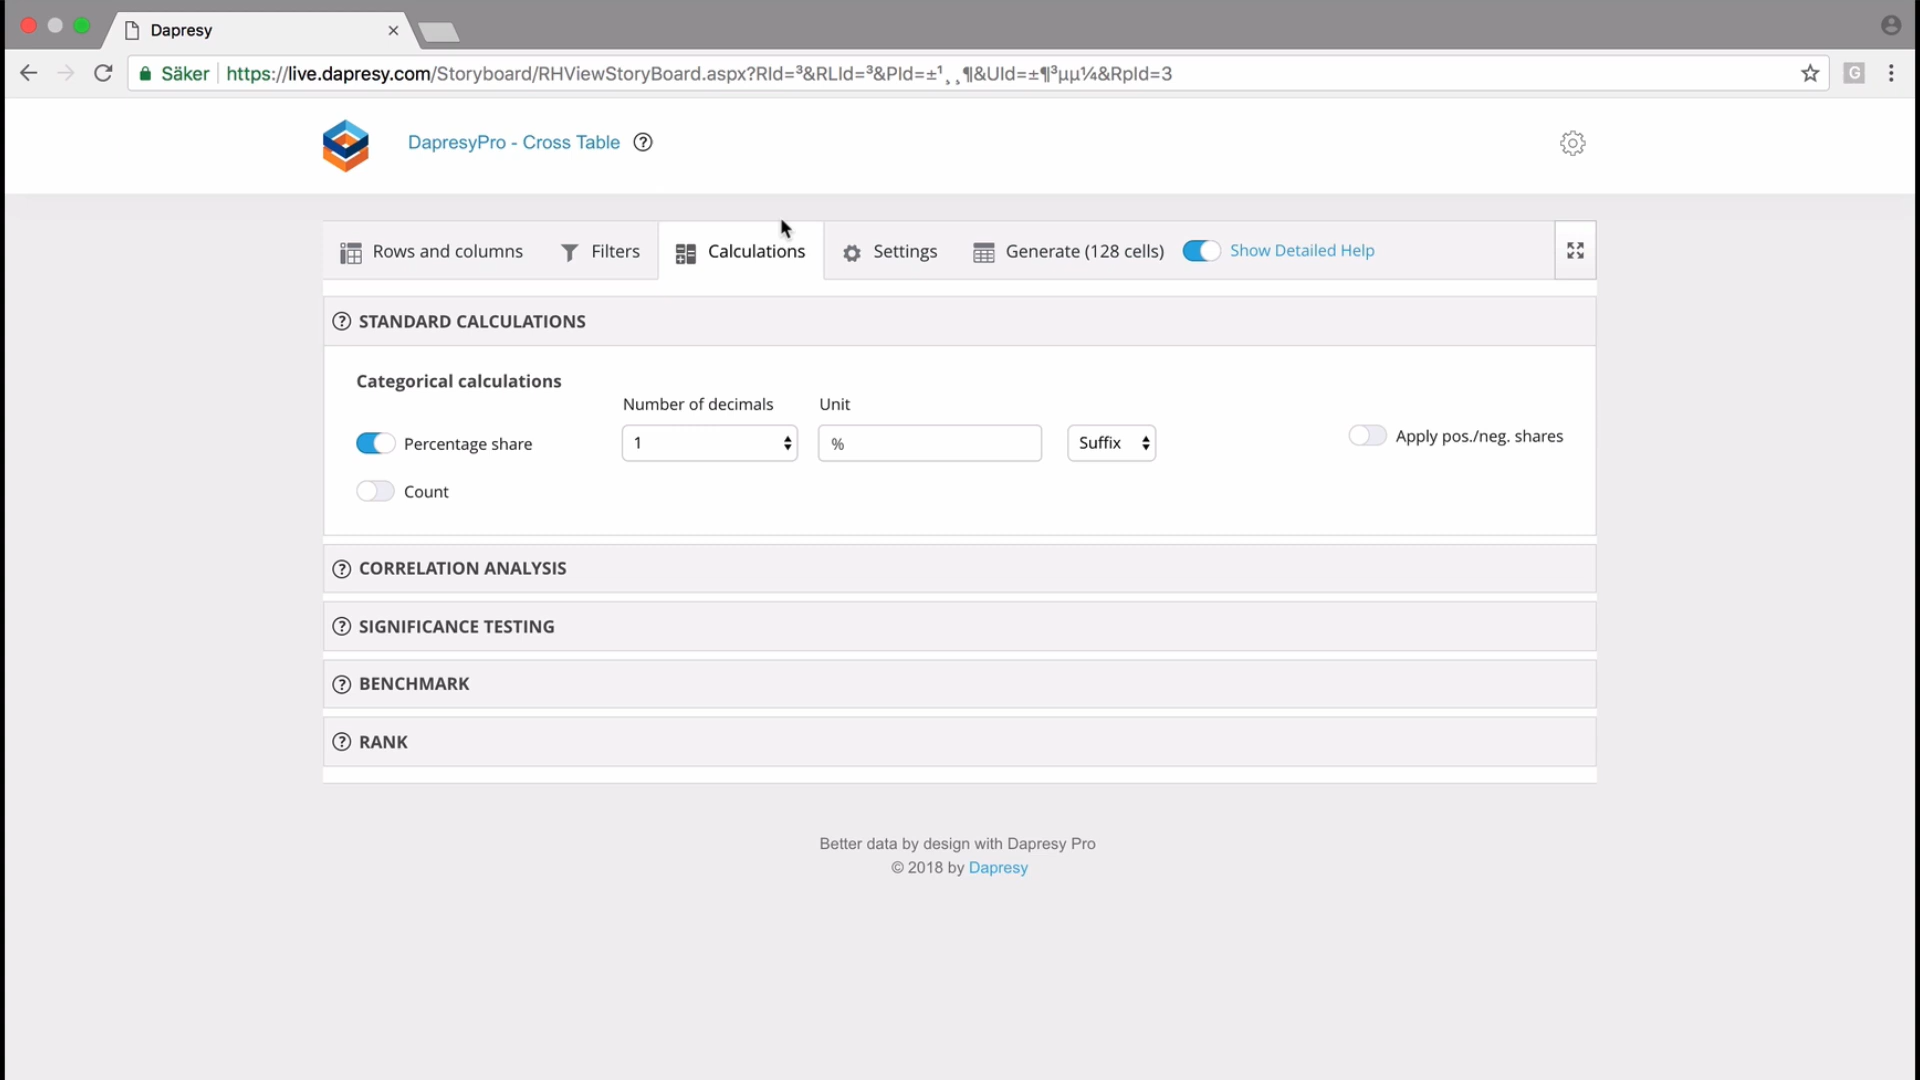 Dapresy
Säker https://live.dapresy.com/Storyboard/RHViewStoryBoard.aspx?RId=³&RLId=³&PId=±¹¸¸¶&UId=±¶³µµ¼&RpId=3
G
DapresyPro - Cross Table ?
Rows and columns Filters Calculations Settings Generate (128 cells) Show Detailed Help
? STANDARD CALCULATIONS
Categorical calculations
Number of decimals Unit
Percentage share 1 % Suffix Apply pos./neg. shares
Count
? CORRELATION ANALYSIS
? SIGNIFICANCE TESTING
? BENCHMARK
? RANK
Better data by design with Dapresy Pro
© 2018 by Dapresy